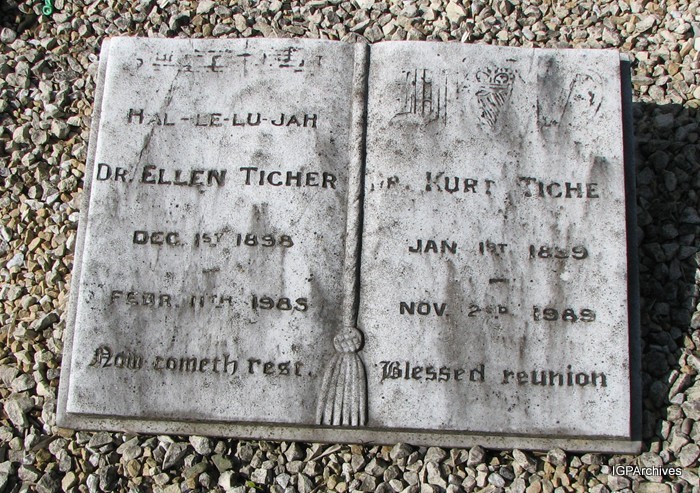 HAL-LE-LU-JAH
DR. ELLEN TICHER
DEC. 1ST 1898
–
FEBR. 11TH 1985
Now cometh rest.
DR. KURT TICHE
JAN 1ST 1899
–
NOV. 2ND 1989
Blessed reunion
IGPArchives